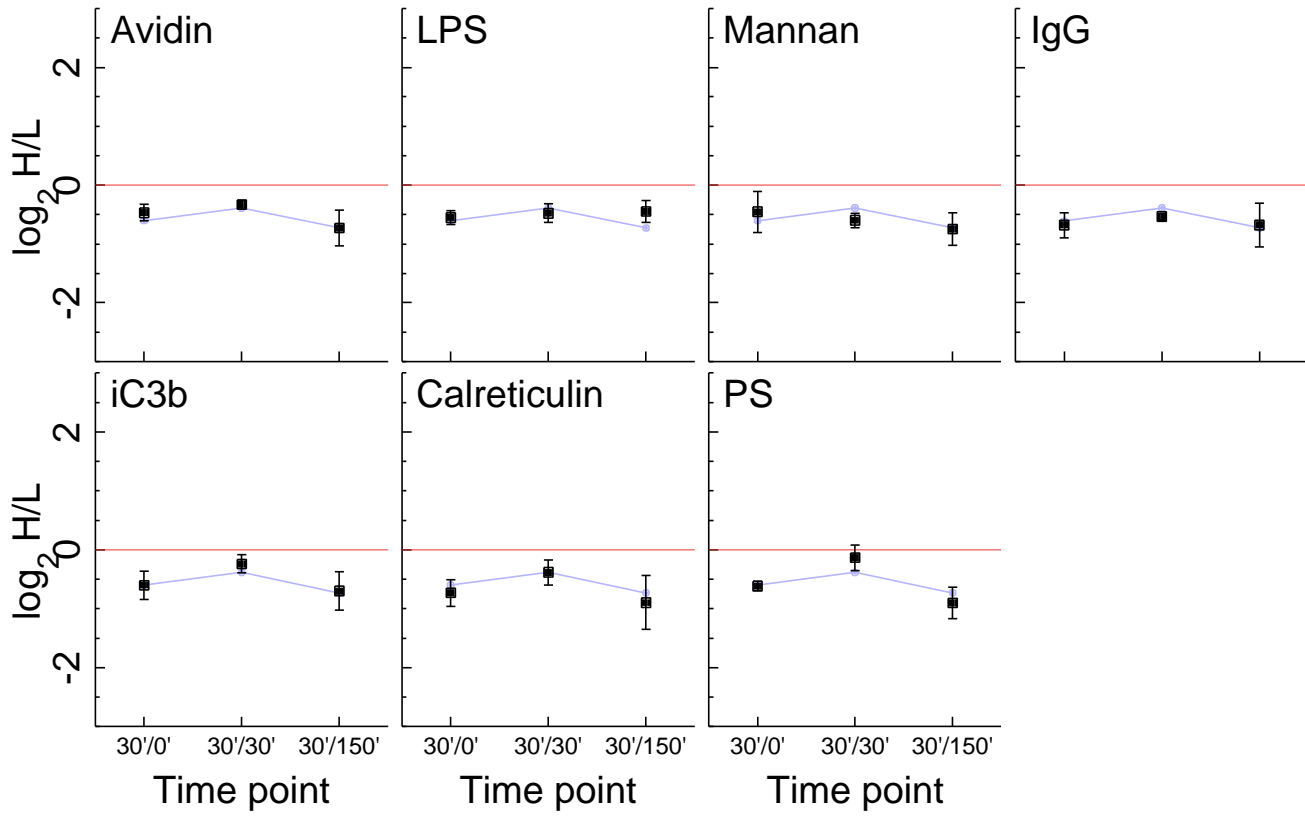 Avidin LPS Mannan IgG
log2 H/L
2
0
-2
iC3b Calreticulin PS
log2 H/L
2
0
-2
30'/0' 30'/30' 30'/150' 30'/0' 30'/30' 30'/150' 30'/0' 30'/30' 30'/150'
Time point Time point Time point